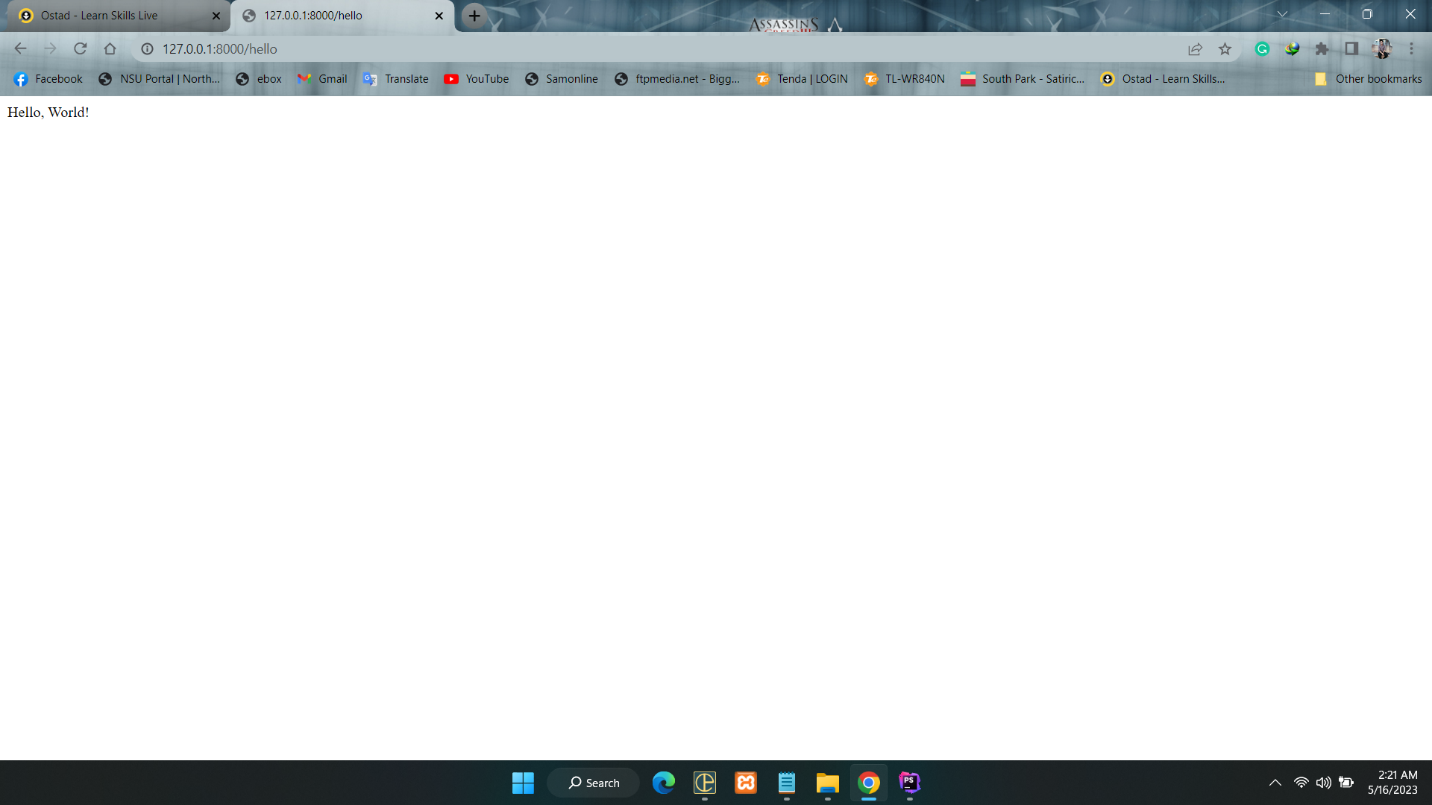 Ostad - Learn Skills Live
127.0.0.1:8000/hello
ASSASSINS
127.0.0.1:8000/hello
Facebook NSU Portal | North... ebox Gmail Translate YouTube Samonline ftpmedia.net - Bigg... Tenda | LOGIN TL-WR840N South Park - Satiric... Ostad - Learn Skills... Other bookmarks
Hello, World!
Search
PS
2:21 AM
5/16/2023